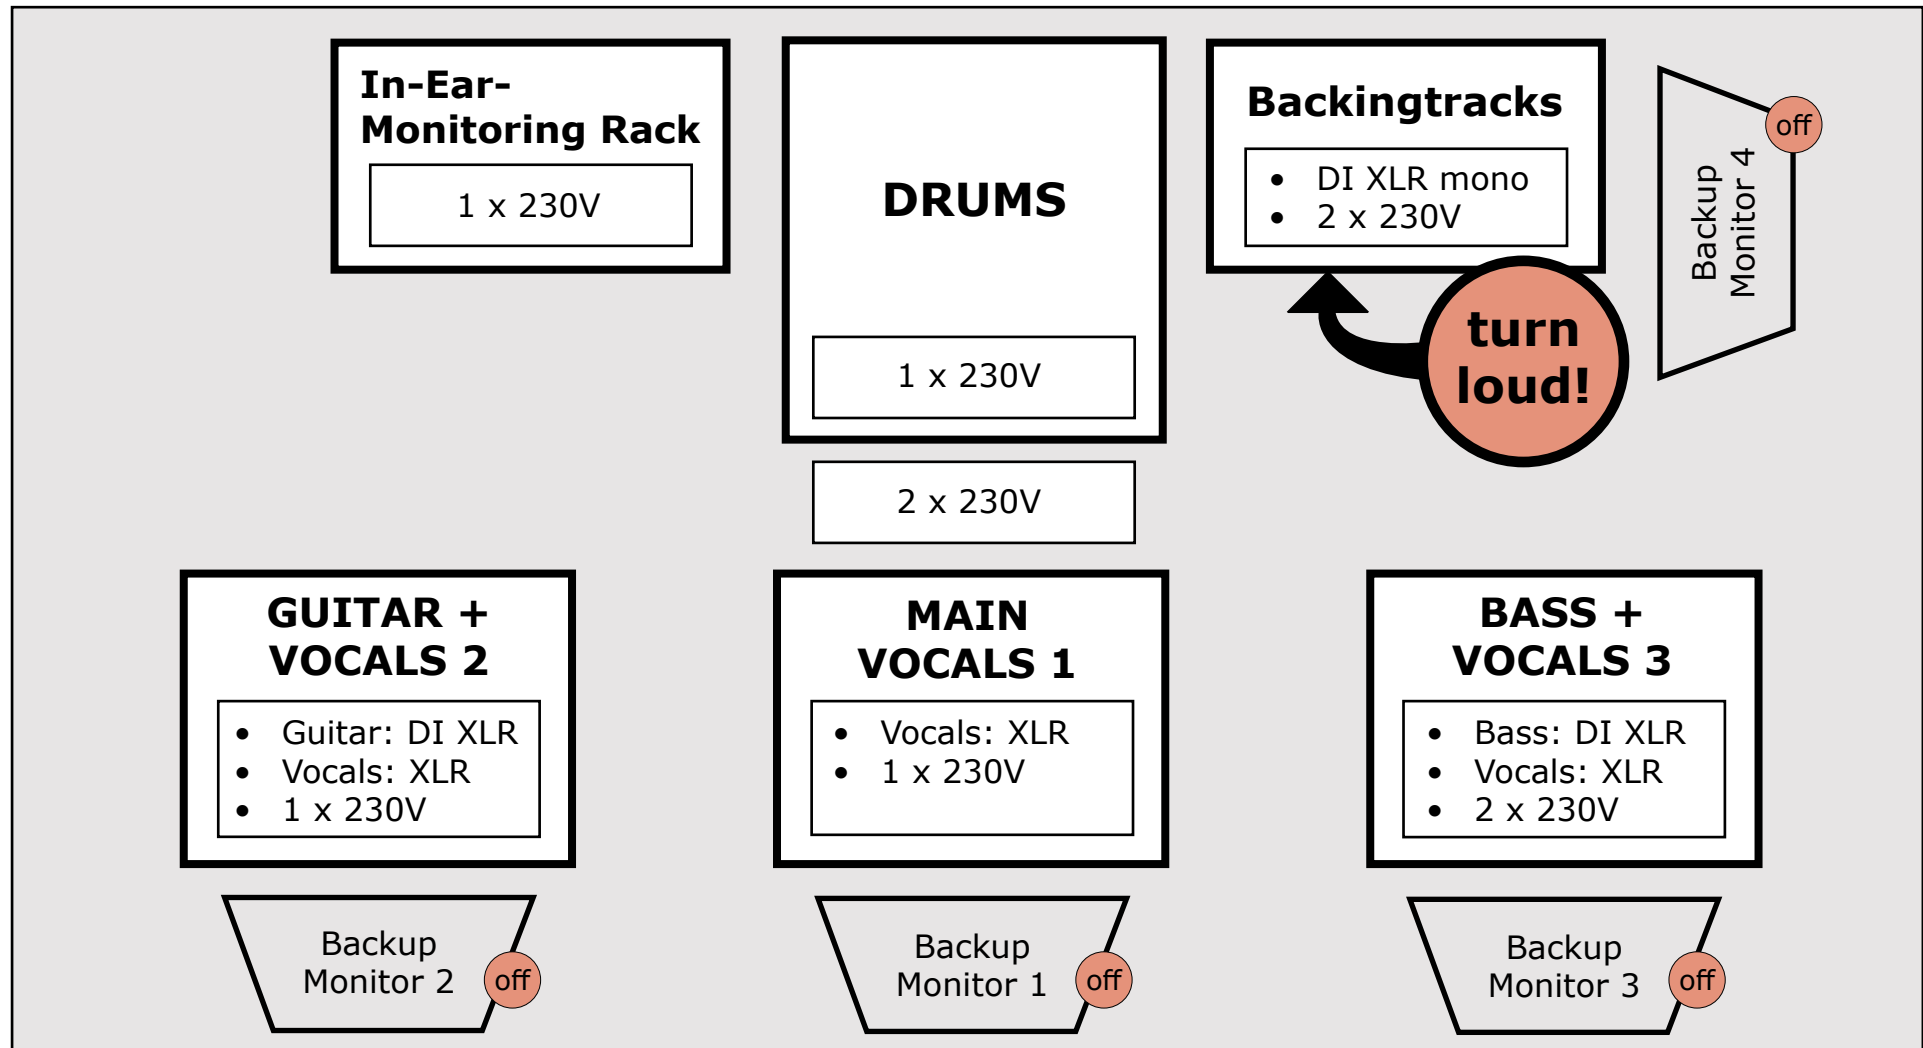 In-Ear-
Monitoring Rack
1 x 230V
DRUMS
1 x 230V
2 x 230V
Backingtracks
• DI XLR mono
• 2 x 230V
turn
loud!
Backup
Monitor 4
off
GUITAR +
VOCALS 2
• Guitar: DI XLR
• Vocals: XLR
• 1 x 230V
MAIN
VOCALS 1
• Vocals: XLR
• 1 x 230V
BASS +
VOCALS 3
• Bass: DI XLR
• Vocals: XLR
• 2 x 230V
Backup
Monitor 2
off
Backup
Monitor 1
off
Backup
Monitor 3
off